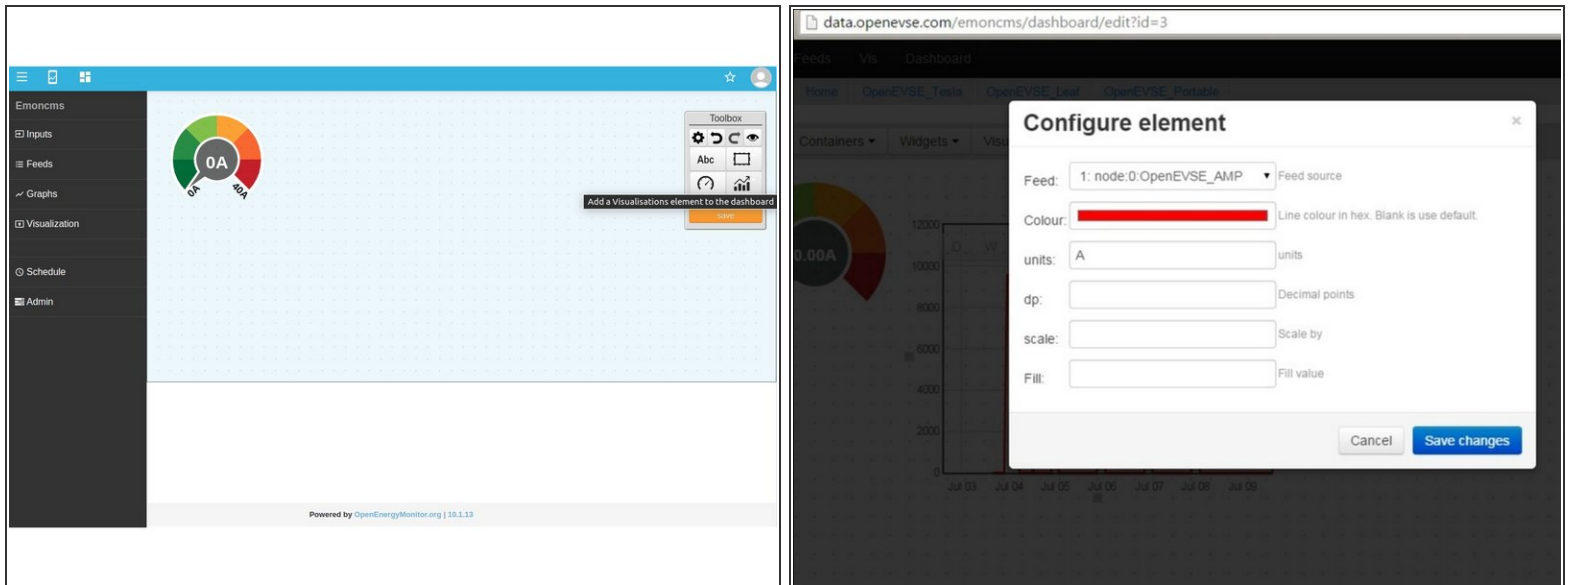 Emoncms
Inputs
Feeds
Graphs
Visualization
Schedule
Admin
0A
0A
40A
Toolbox
Abc
Add a Visualisations element to the dashboard
SAVE
Powered by OpenEnergyMonitor.org | 10.1.13
data.openevse.com/emoncms/dashboard/edit?id=3
Feeds Vis Dashboard
Home OpenEVSE_Tesla OpenEVSE_Leaf OpenEVSE_Portable
Containers Widgets Visu
0.00A
D W
12000
10000
8000
6000
4000
2000
0
Jul 03 Jul 04 Jul 05 Jul 06 Jul 07 Jul 08 Jul 09
Configure element
×
Feed: 1: node:0:OpenEVSE_AMP Feed source
Colour: Line colour in hex. Blank is use default.
units: A units
dp: Decimal points
scale: Scale by
Fill: Fill value
Cancel Save changes